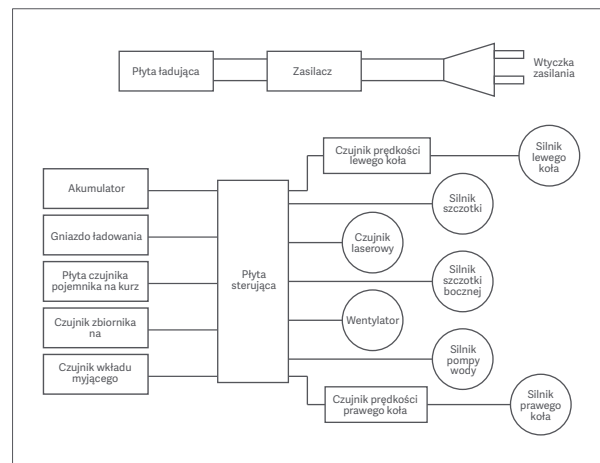 Płyta ładująca
Zasilacz
Wtyczka
zasilania
Czujnik prędkości
lewego koła
Silnik
lewego
koła
Akumulator
Silnik
szczotki
Gniazdo ładowania
Czujnik
laserowy
Płyta czujnika
pojemnika na kurz
Płyta
sterująca
Silnik
szczotki
bocznej
Czujnik zbiornika
na
Wentylator
Czujnik wkładu
myjącego
Silnik
pompy
wody
Czujnik prędkości
prawego koła
Silnik
prawego
koła